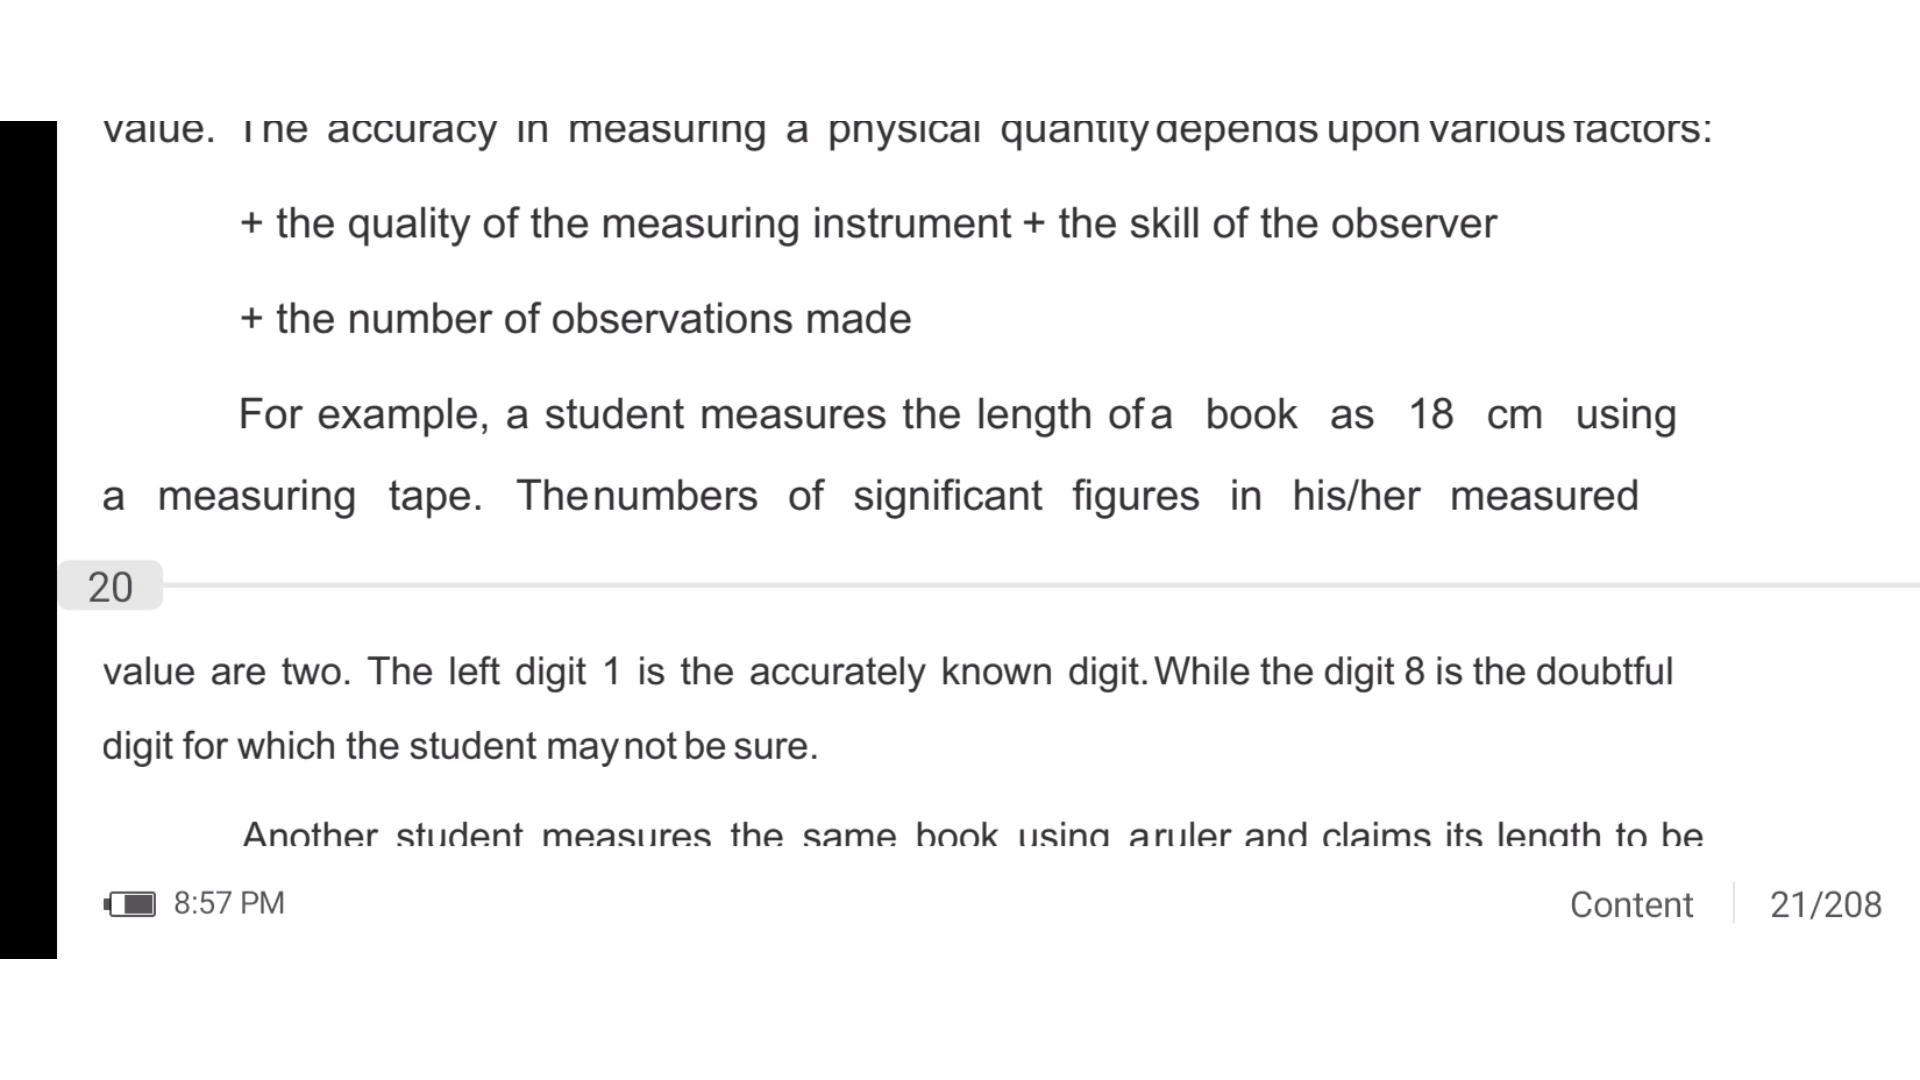 value. The accuracy in measuring a physical quantity depends upon various factors:
+ the quality of the measuring instrument + the skill of the observer
+ the number of observations made
For example, a student measures the length of a book as 18 cm using
a measuring tape. The numbers of significant figures in his/her measured
20
value are two. The left digit 1 is the accurately known digit. While the digit 8 is the doubtful
digit for which the student may not be sure.
Another student measures the same book using a ruler and claims its length to be
8:57 PM Content 21/208